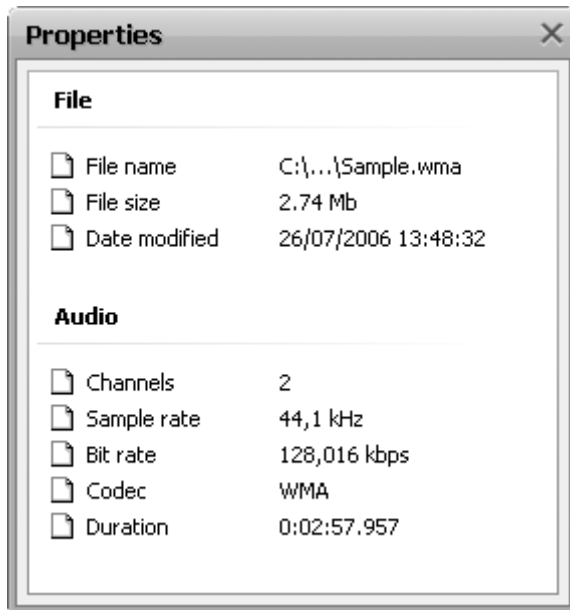 Properties
File
File name C:\...\Sample.wma
File size 2.74 Mb
Date modified 26/07/2006 13:48:32
Audio
Channels 2
Sample rate 44,1 kHz
Bit rate 128,016 kbps
Codec WMA
Duration 0:02:57.957